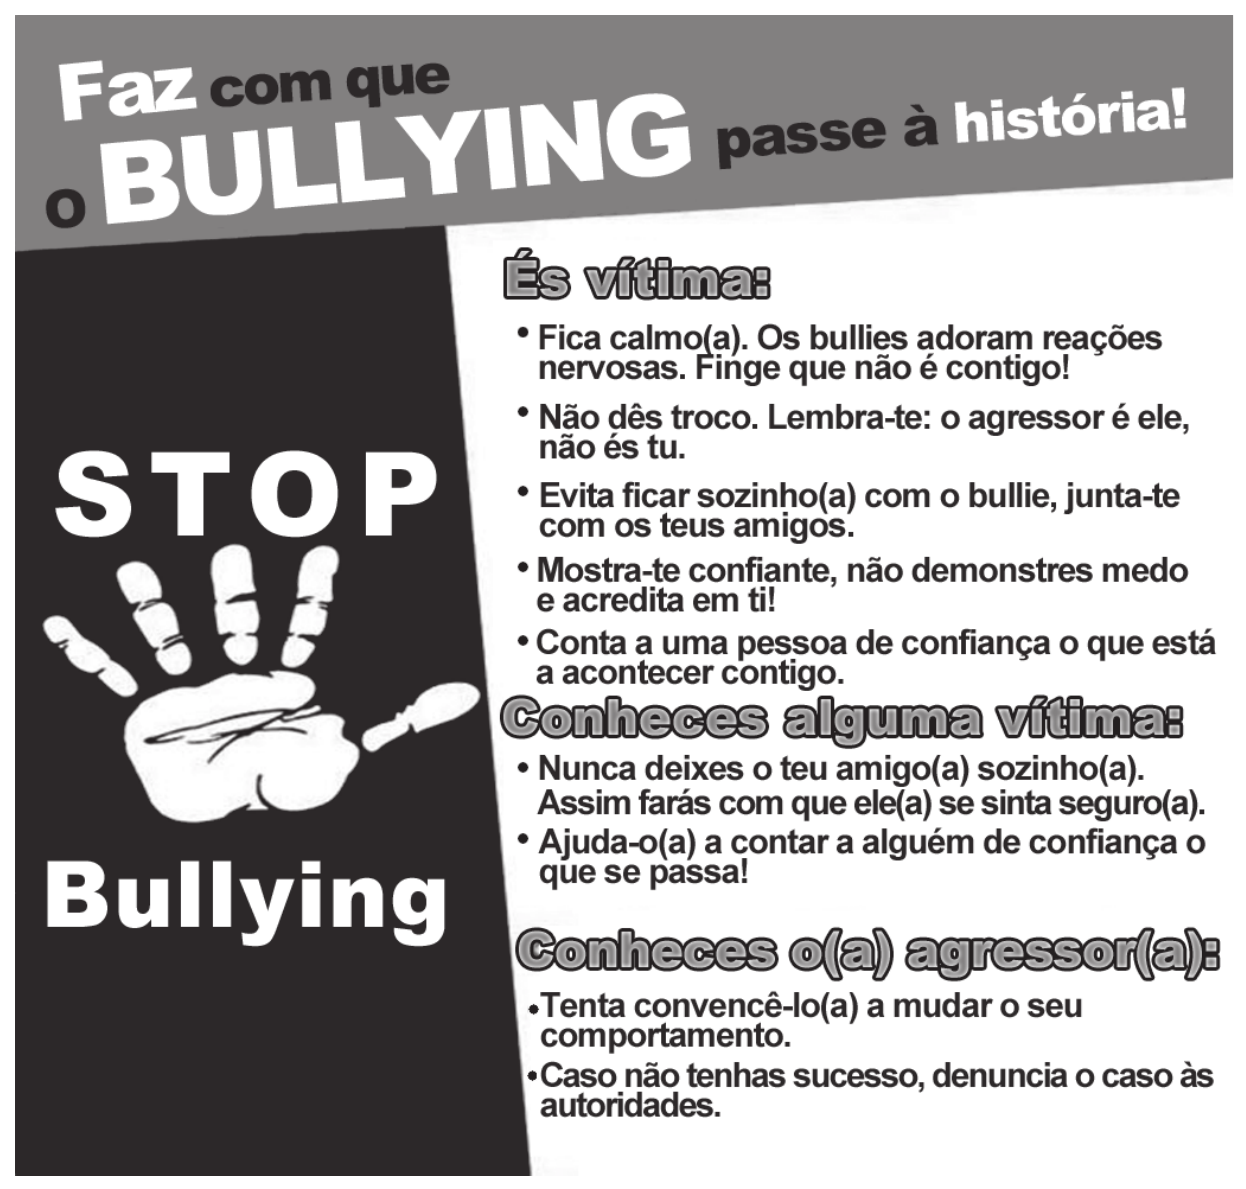 Faz com que
o BULLYING passe à história!
STOP
Bullying
És vítima:
• Fica calmo(a). Os bullies adoram reações
nervosas. Finge que não é contigo!
• Não dês troco. Lembra-te: o agressor é ele,
não és tu.
• Evita ficar sozinho(a) com o bullie, junta-te
com os teus amigos.
• Mostra-te confiante, não demonstres medo
e acredita em ti!
• Conta a uma pessoa de confiança o que está
a acontecer contigo.
Conheces alguma vítima:
• Nunca deixes o teu amigo(a) sozinho(a).
Assim farás com que ele(a) se sinta seguro(a).
• Ajuda-o(a) a contar a alguém de confiança o
que se passa!
Conheces o(a) agressor(a):
•Tenta convencê-lo(a) a mudar o seu
comportamento.
•Caso não tenhas sucesso, denuncia o caso às
autoridades.